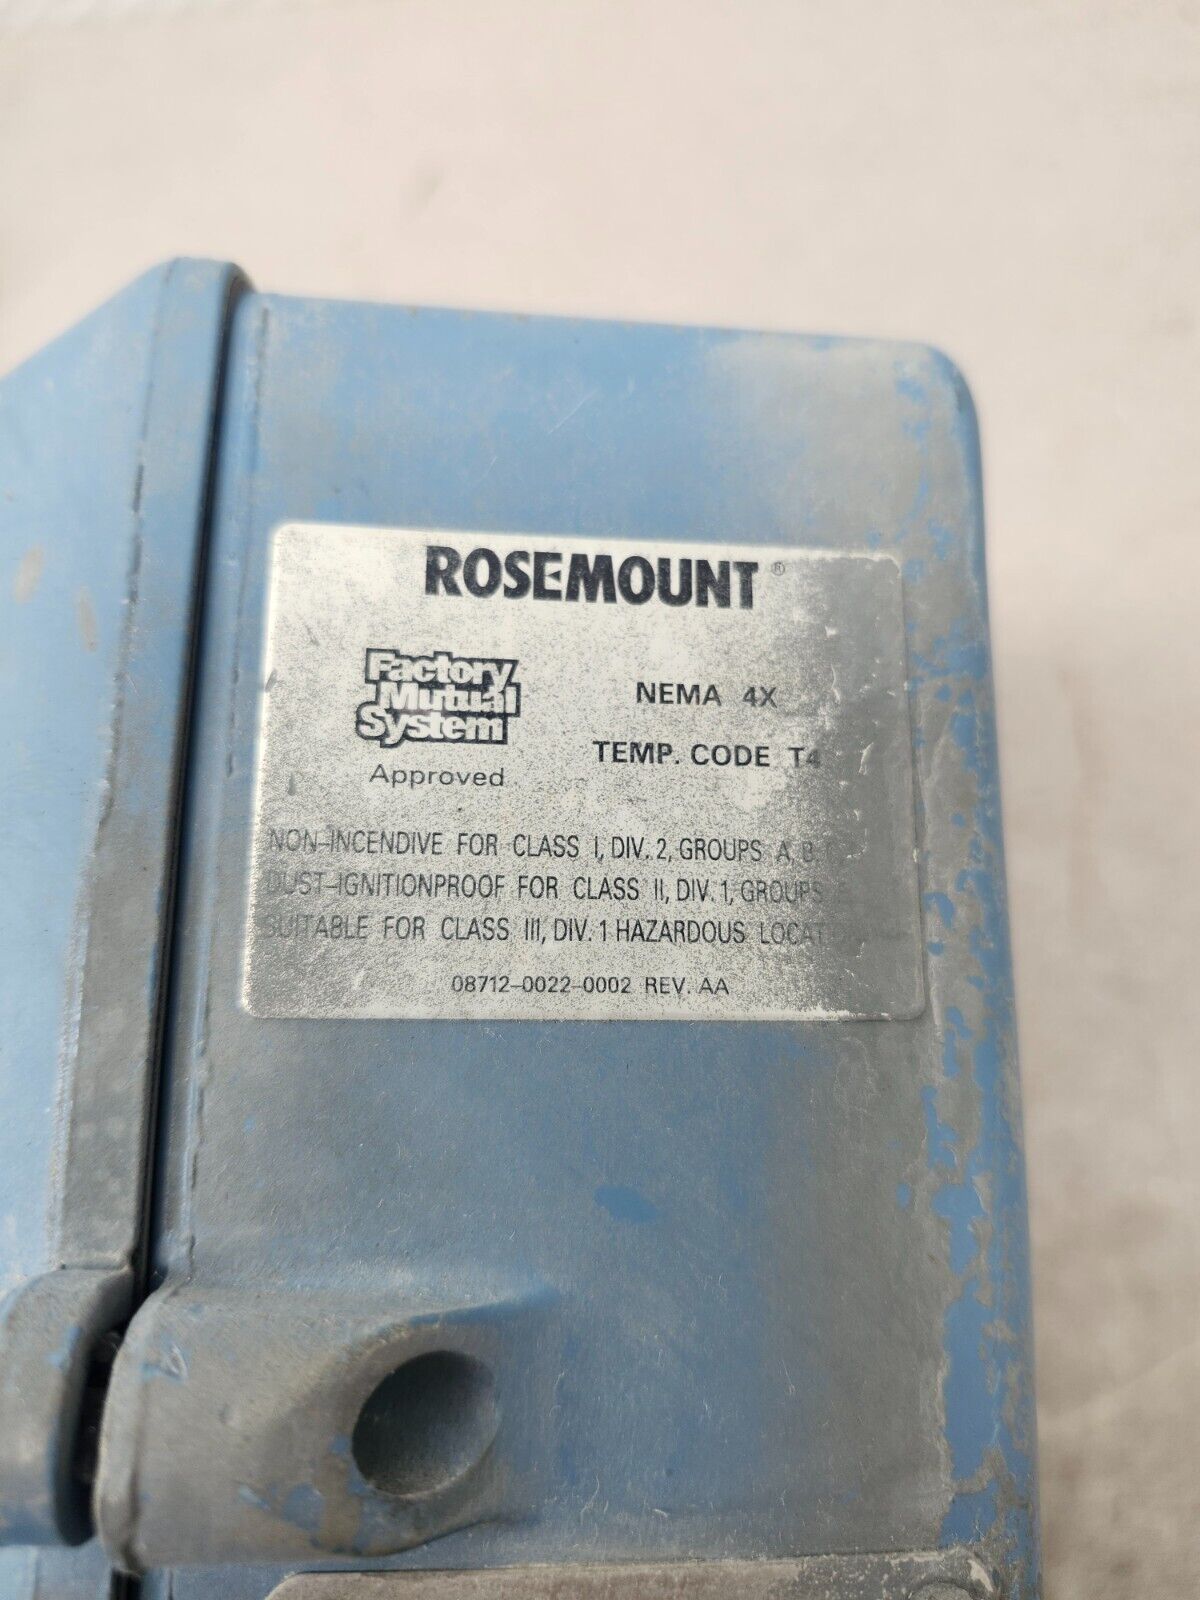 ROSEMOUNT ®
Factory Mutual System
Approved
NEMA 4X
TEMP. CODE T4
NON-INCENDIVE FOR CLASS I, DIV. 2, GROUPS A, B,
DUST-IGNITIONPROOF FOR CLASS II, DIV. 1, GROUPS
SUITABLE FOR CLASS III, DIV. 1 HAZARDOUS
08712-0022-0002 REV. AA